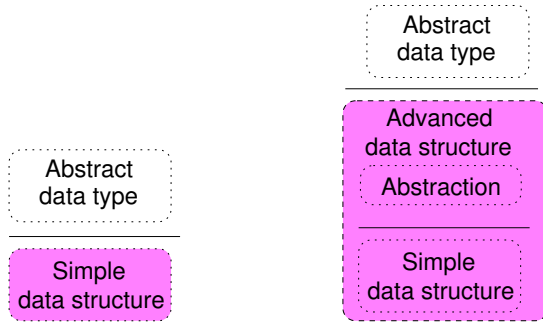 Abstract
data type
Simple
data structure
Abstract
data type
Advanced
data structure
Abstraction
Simple
data structure